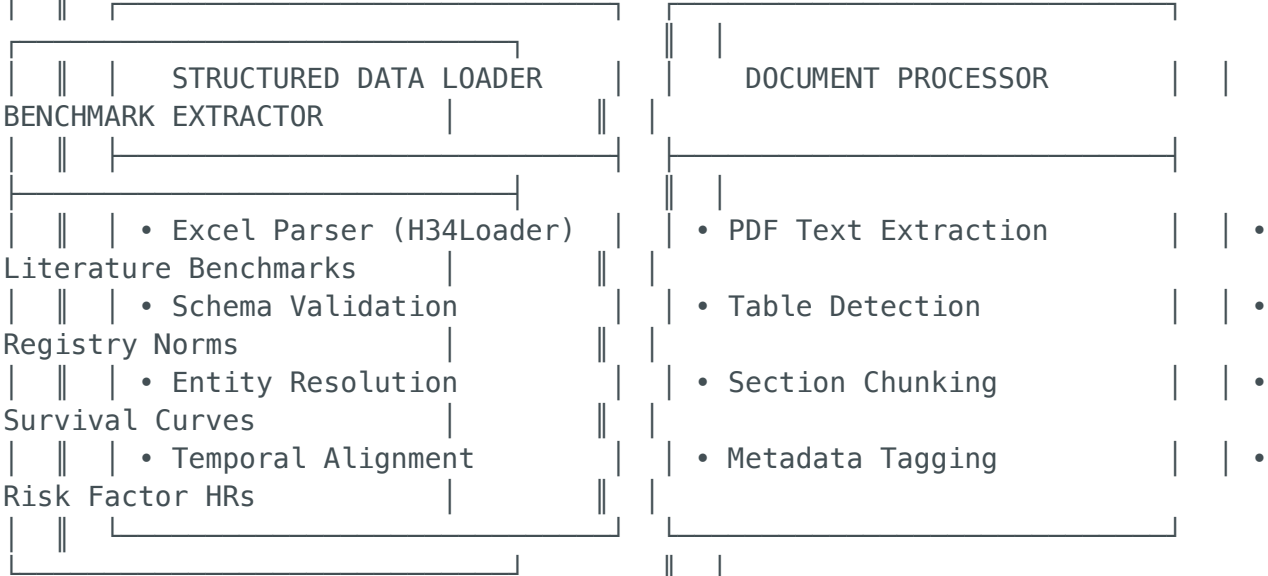 STRUCTURED DATA LOADER DOCUMENT PROCESSOR
BENCHMARK EXTRACTOR
• Excel Parser (H34Loader) • PDF Text Extraction •
Literature Benchmarks
• Schema Validation • Table Detection •
Registry Norms
• Entity Resolution • Section Chunking •
Survival Curves
• Temporal Alignment • Metadata Tagging •
Risk Factor HRs